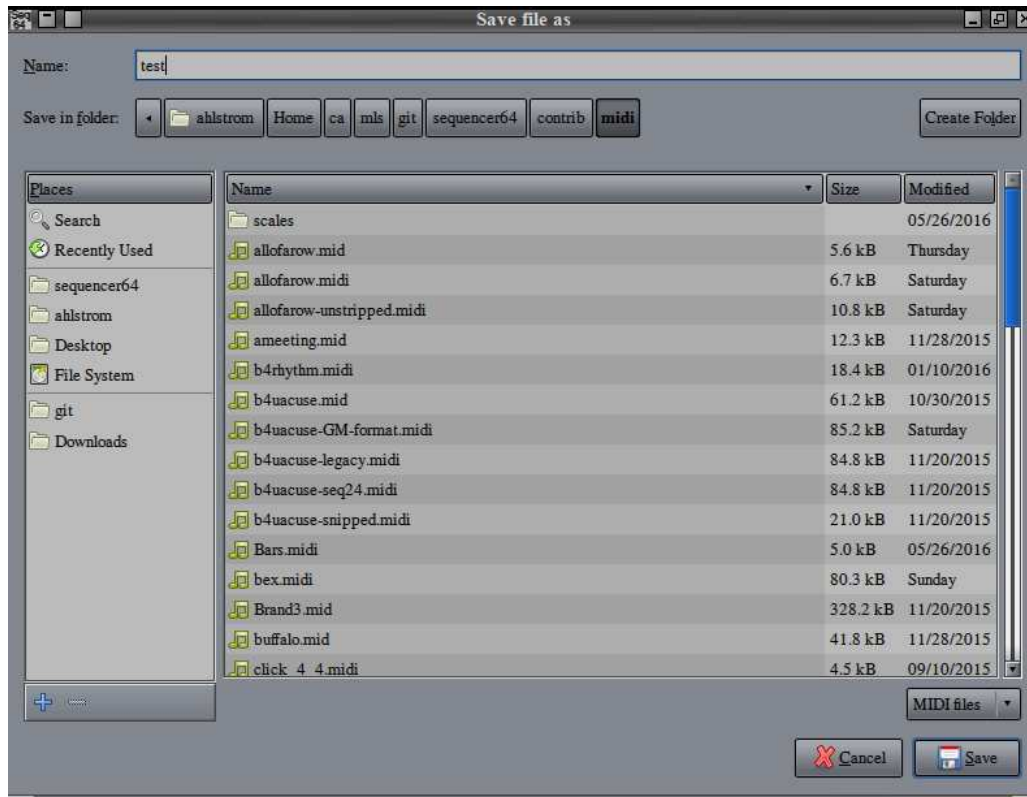 Seq 64
Save file as
Name: test
Save in folder: ahlstrom Home ca mls git sequencer64 contrib midi Create Folder
Places
Search
Recently Used
sequencer64
ahlstrom
Desktop
File System
git
Downloads
Name Size Modified
scales 05/26/2016
allofarow.mid 5.6 kB Thursday
allofarow.midi 6.7 kB Saturday
allofarow-unstripped.midi 10.8 kB Saturday
ameeting.mid 12.3 kB 11/28/2015
b4rhythm.midi 18.4 kB 01/10/2016
b4uacuse.mid 61.2 kB 10/30/2015
b4uacuse-GM-format.midi 85.2 kB Saturday
b4uacuse-legacy.midi 84.8 kB 11/20/2015
b4uacuse-seq24.midi 84.8 kB 11/20/2015
b4uacuse-snipped.midi 21.0 kB 11/20/2015
Bars.midi 5.0 kB 05/26/2016
bex.midi 80.3 kB Sunday
Brand3.mid 328.2 kB 11/20/2015
buffalo.mid 41.8 kB 11/28/2015
click_4_4.midi 4.5 kB 09/10/2015
MIDI files
Cancel Save